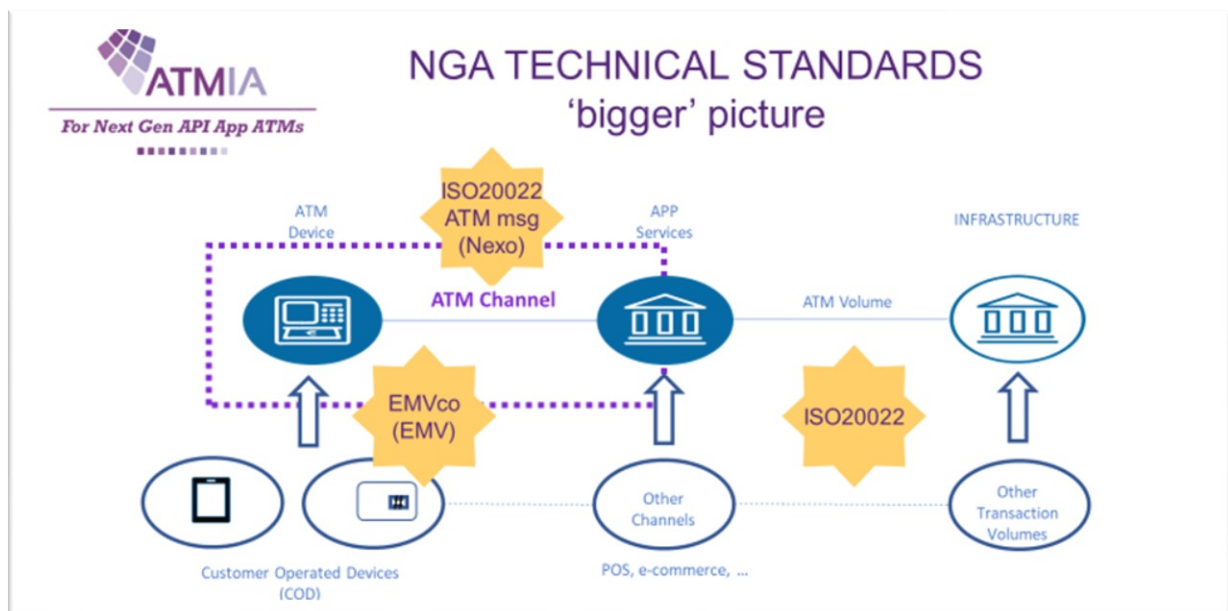 ATMIA
For Next Gen API App ATMs
NGA TECHNICAL STANDARDS
‘bigger’ picture
ISO20022
ATM msg
(Nexo)
ATM
Device
APP
Services
INFRASTRUCTURE
ATM Channel
ATM Volume
EMVco
(EMV)
ISO20022
Other
Channels
Other
Transaction
Volumes
Customer Operated Devices
(COD)
POS, e-commerce, ...